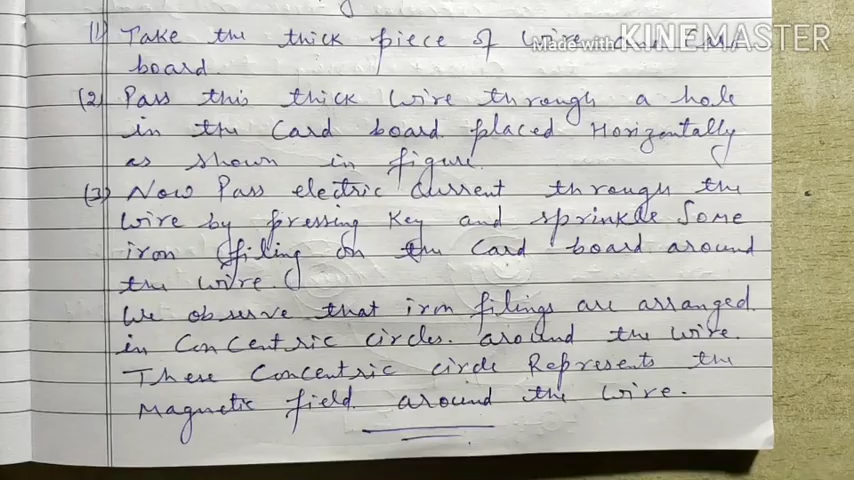 (1) Take the thick piece of wire and Card
board.
(2) Pass this thick wire through a hole
in the Card board placed Horizontally
as shown in figure.
(3) Now Pass electric current through the
wire by pressing Key and sprinkle Some
iron filing on the Card board around
the wire.
We observe that iron filings are arranged
in Concentric circles. around the wire.
These Concentric circle Represents the
Magnetic field around the wire.
Made with KINEMASTER